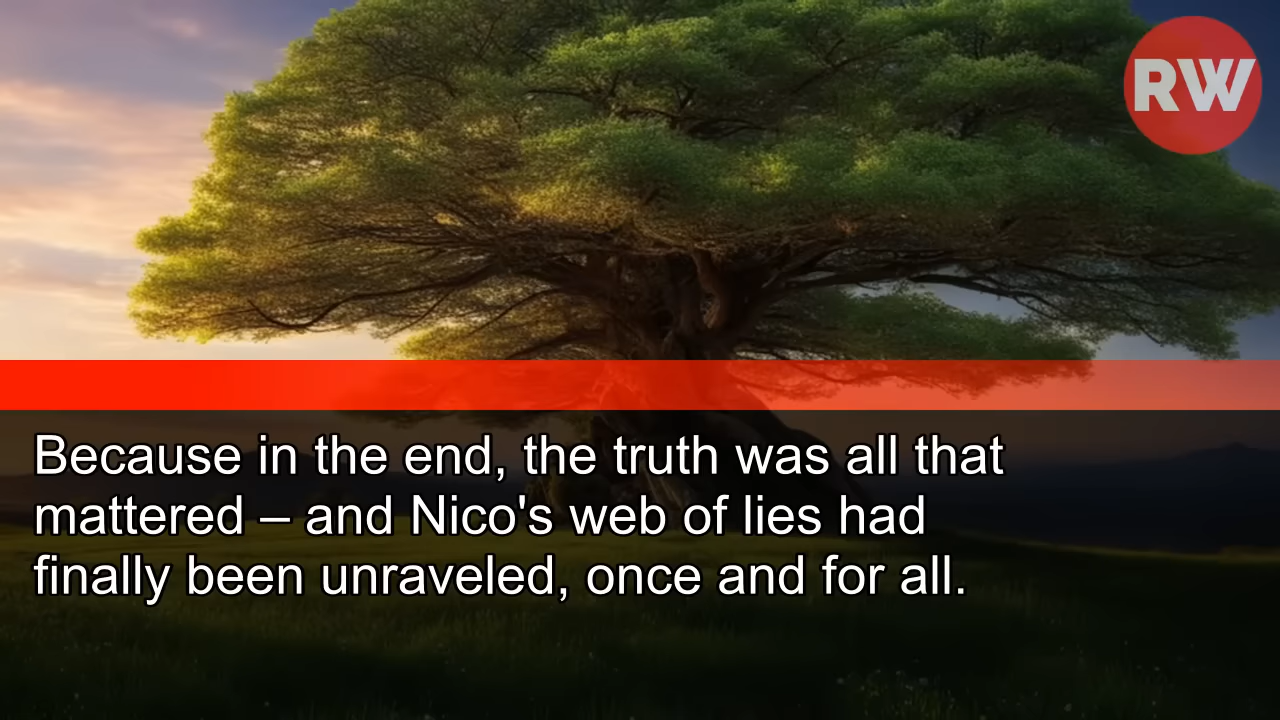 RW
Because in the end, the truth was all that
mattered – and Nico's web of lies had
finally been unraveled, once and for all.